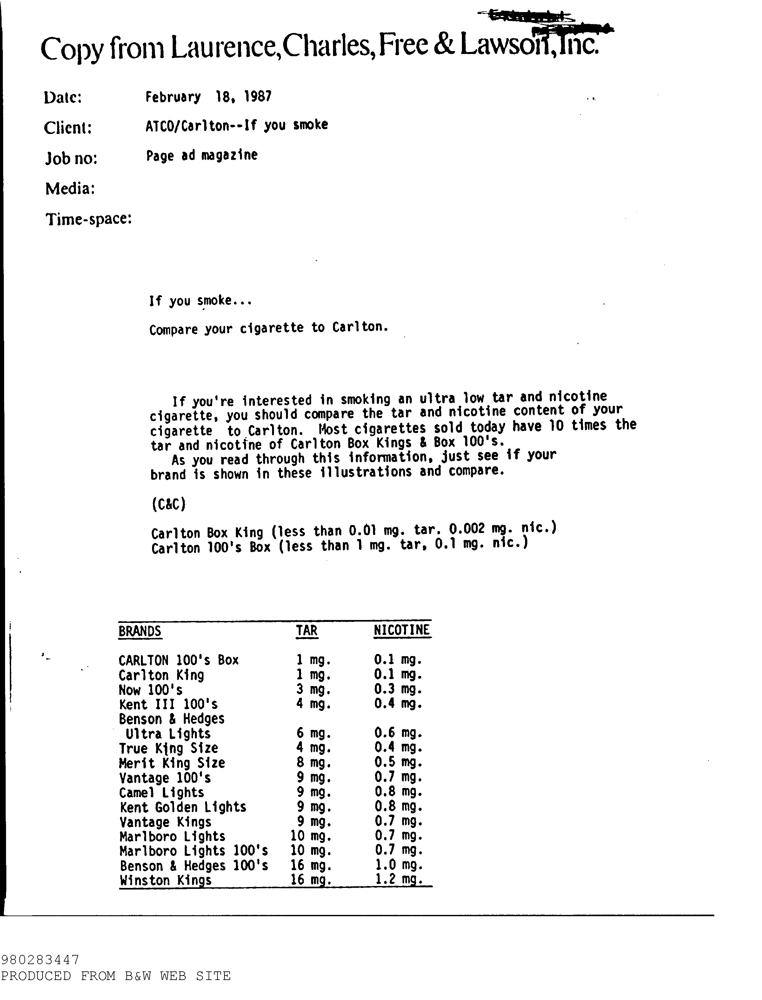 Copy from Laurence, Charles, Free & Lawson, Inc.
Date: February 18, 1987
Client: ATCO/Carlton--If you smoke
Job no: Page ad magazine
Media:
Time-space:
If you smoke...
Compare your cigarette to Carlton.
If you're interested in smoking an ultra low tar and nicotine
cigarette, you should compare the tar and nicotine content of your
cigarette to Carlton. Most cigarettes sold today have 10 times the
tar and nicotine of Carlton Box Kings & Box 100's.
As you read through this information, just see if your
brand is shown in these illustrations and compare.
(C&C)
Carlton Box King (less than 0.01 mg. tar. 0.002 mg. nic.)
Carlton 100's Box (less than 1 mg. tar, 0.1 mg. nic.)
BRANDS TAR NICOTINE
CARLTON 100's Box 1 mg. 0.1 mg.
Carlton King 1 mg. 0.1 mg.
Now 100's 3 mg. 0.3 mg.
Kent III 100's 4 mg. 0.4 mg.
Benson & Hedges
Ultra Lights 6 mg. 0.6 mg.
True King Size 4 mg. 0.4 mg.
Merit King Size 8 mg. 0.5 mg.
Vantage 100's 9 mg. 0.7 mg.
Camel Lights 9 mg. 0.8 mg.
Kent Golden Lights 9 mg. 0.8 mg.
Vantage Kings 9 mg. 0.7 mg.
Marlboro Lights 10 mg. 0.7 mg.
Marlboro Lights 100's 10 mg. 0.7 mg.
Benson & Hedges 100's 16 mg. 1.0 mg.
Winston Kings 16 mg. 1.2 mg.
980283447
PRODUCED FROM B&W WEB SITE